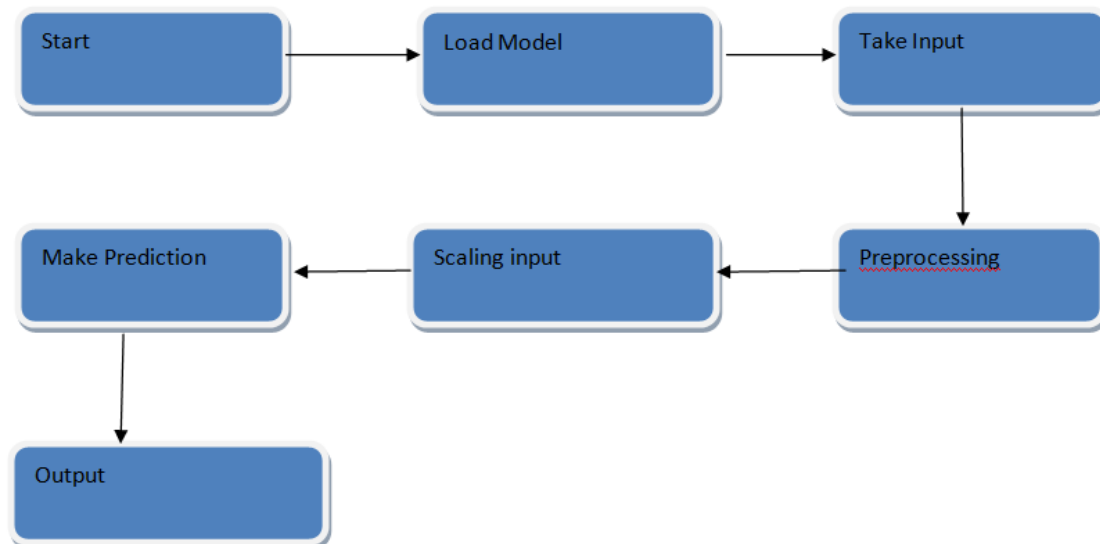 Start
Load Model
Take Input
Preprocessing
Scaling input
Make Prediction
Output